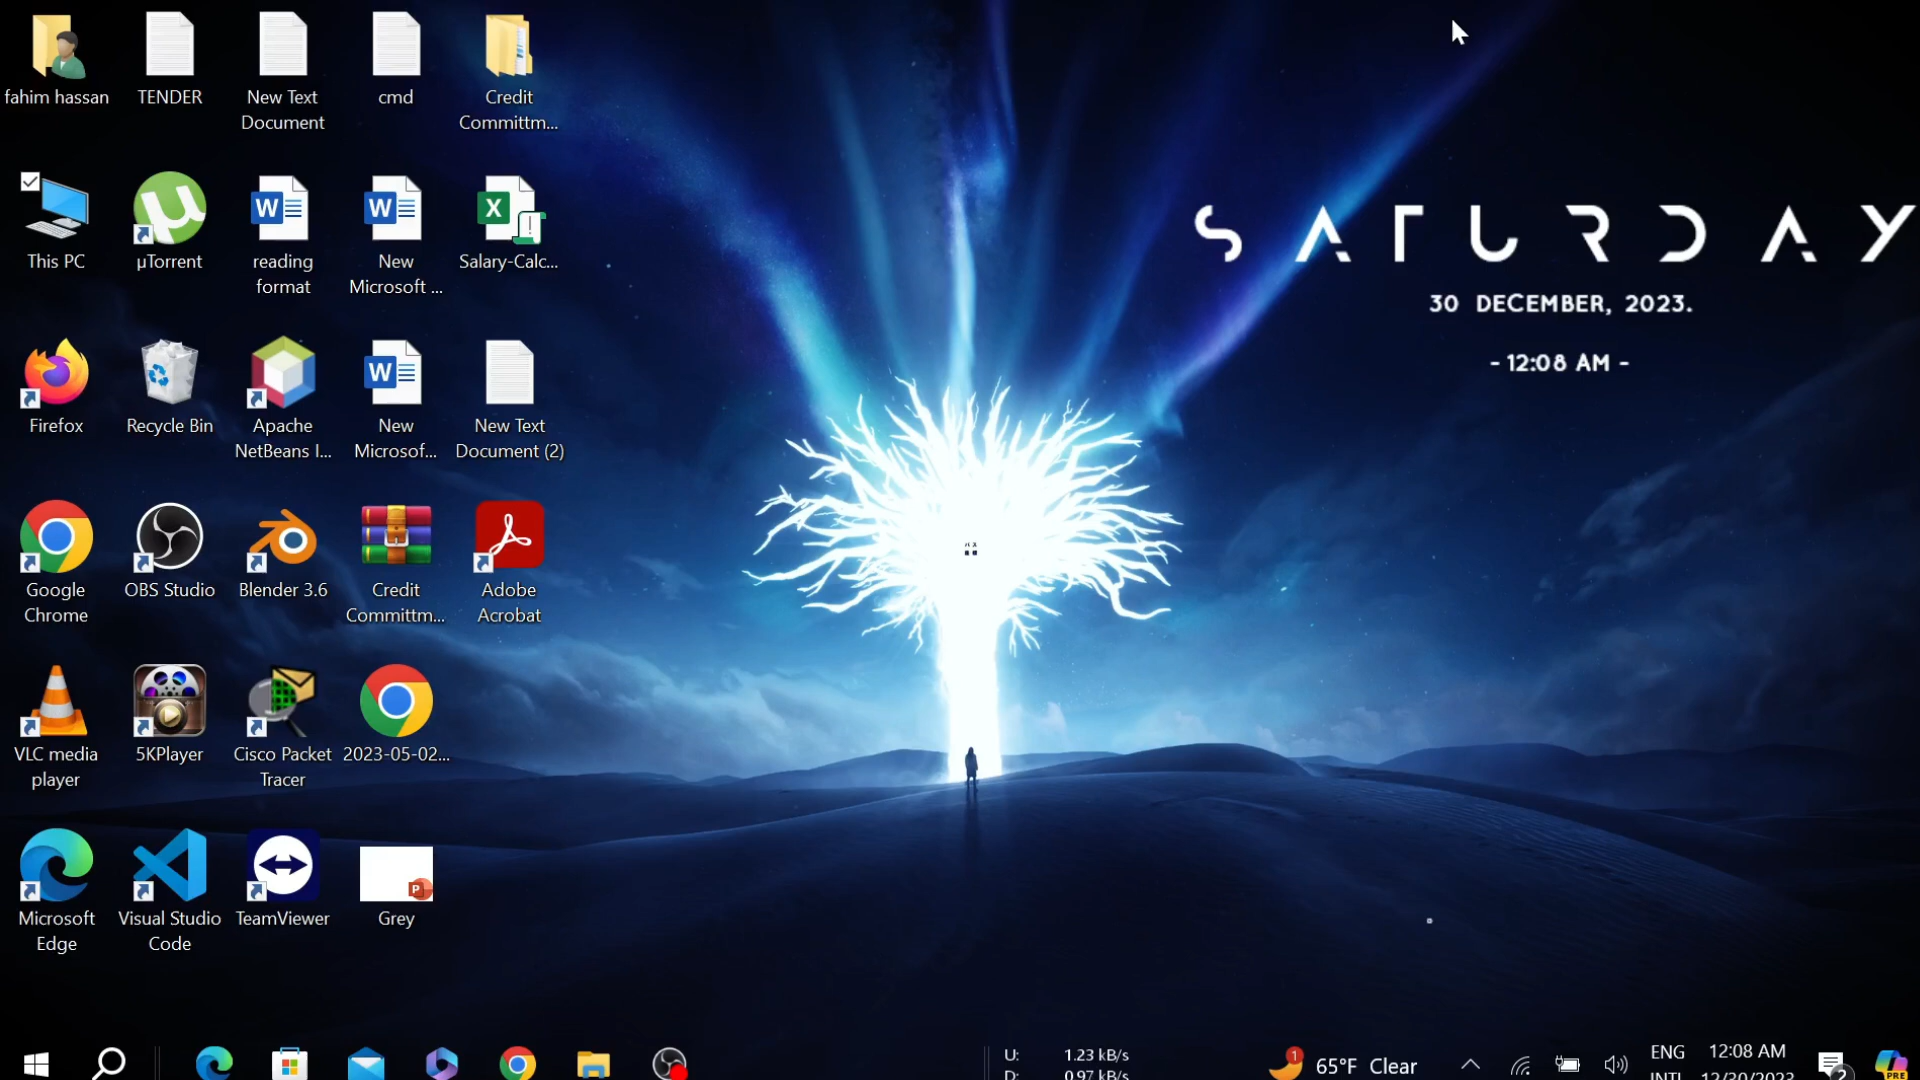 fahim hassan
TENDER
New Text
Document
cmd
Credit
Committm...
This PC
µTorrent
reading
format
New
Microsoft ...
Salary-Calc...
Firefox
Recycle Bin
Apache
NetBeans I...
New
Microsof...
New Text
Document (2)
Google
Chrome
OBS Studio
Blender 3.6
Credit
Committm...
Adobe
Acrobat
VLC media
player
5KPlayer
Cisco Packet
Tracer
2023-05-02...
Microsoft
Edge
Visual Studio
Code
TeamViewer
Grey
SATURDAY
30 DECEMBER, 2023.
- 12:08 AM -
U: 1.23 kB/s
D: 0.97 kB/s
1
65°F Clear
ENG
INTL
12:08 AM
12/30/2023
2
PRE